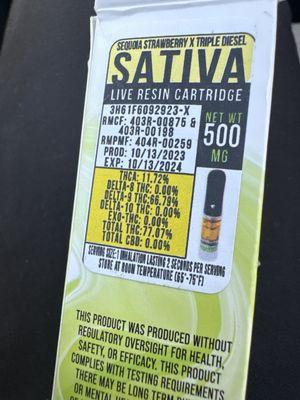 SEQUOIA STRAWBERRY X TRIPLE DIESEL
SATIVA
LIVE RESIN CARTRIDGE
3H61F6092923-X
RMCF: 403R-00875 &
403R-00198
RMPMF: 404R-00259
PROD: 10/13/2023
EXP: 10/13/2024
NET WT
500
MG
THCA: 11.72%
DELTA-8 THC: 0.00%
DELTA-9 THC: 66.79%
DELTA-10 THC: 0.00%
EXO-THC: 0.00%
TOTAL THC: 77.07%
TOTAL CBD: 0.00%
SERVING SIZE=1 INHALATION LASTING 2 SECONDS PER SERVING
STORE AT ROOM TEMPERATURE (65°-75°F)
THIS PRODUCT WAS PRODUCED WITHOUT
REGULATORY OVERSIGHT FOR HEALTH,
SAFETY, OR EFFICACY. THIS PRODUCT
COMPLIES WITH TESTING REQUIREMENTS
THERE MAY BE LONG TERM
OR MENTAL